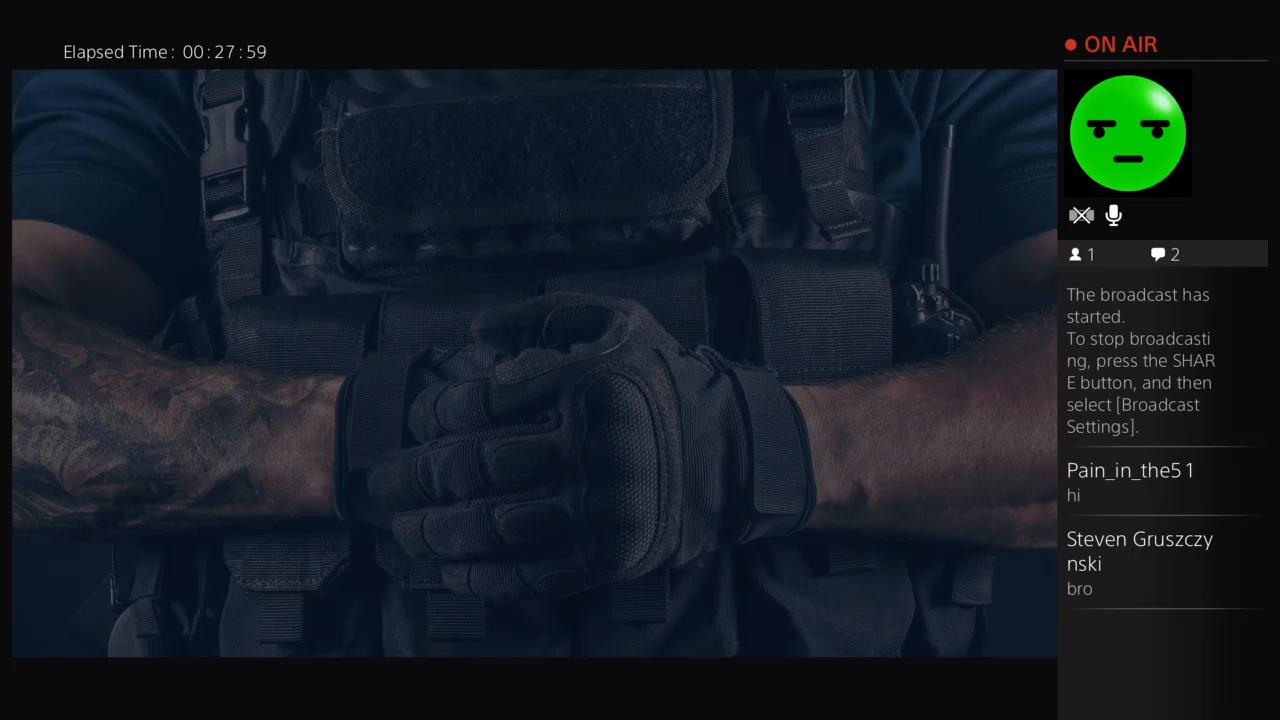 Elapsed Time: 00:27:59
ON AIR
1 2
The broadcast has
started.
To stop broadcasti
ng, press the SHAR
E button, and then
select [Broadcast
Settings].
Pain_in_the51
hi
Steven Gruszczy
nski
bro